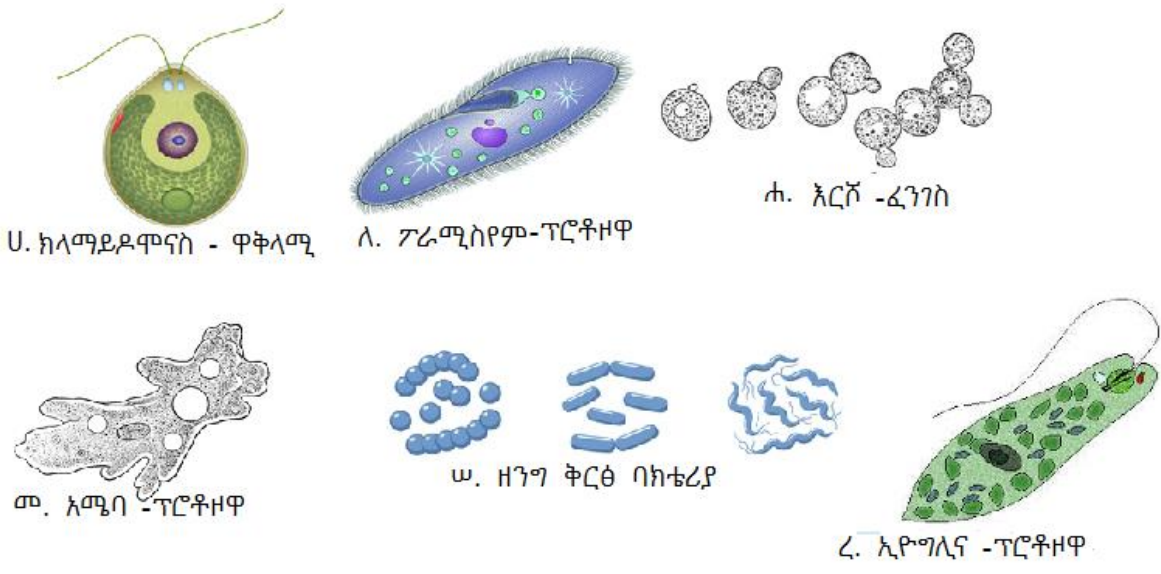 ሀ. ክላማይዶሞናስ - ዋቅላሚ
ለ. ፖራሚስየም-ፕሮቶዞዋ
ሐ. እርሾ -ፈንገስ
መ. አሜባ -ፕሮቶዞዋ
ሠ. ዘንግ ቅርፅ ባክቴሪያ
ረ. ኢዮግሊና -ፕሮቶዞዋ